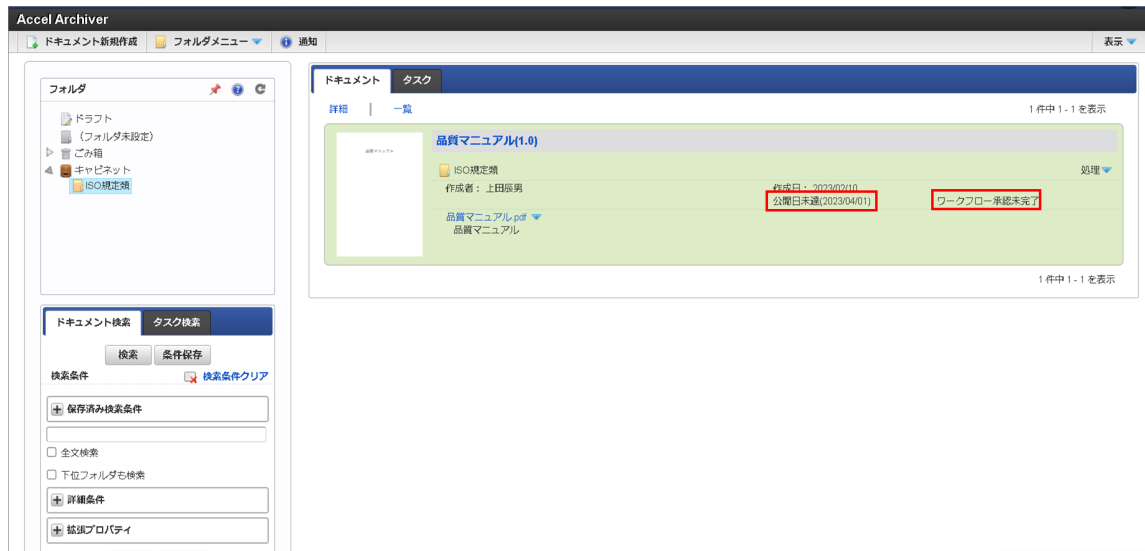 Accel Archiver
ドキュメント新規作成 フォルダメニュー 通知 表示
フォルダ
ドラフト
(フォルダ未設定)
ごみ箱
キャビネット
ISO規定類
ドキュメント検索 タスク検索
検索 条件保存
検索条件 検索条件クリア
保存済み検索条件
全文検索
下位フォルダも検索
詳細条件
拡張プロパティ
ドキュメント タスク
詳細 | 一覧 1 件中 1 - 1 を表示
品質マニュアル
品質マニュアル(1.0)
ISO規定類 処理
作成者： 上田辰男 作成日： 2023/02/10
公開日未達(2023/04/01) ワークフロー承認未完了
品質マニュアル.pdf
品質マニュアル
1 件中 1 - 1 を表示